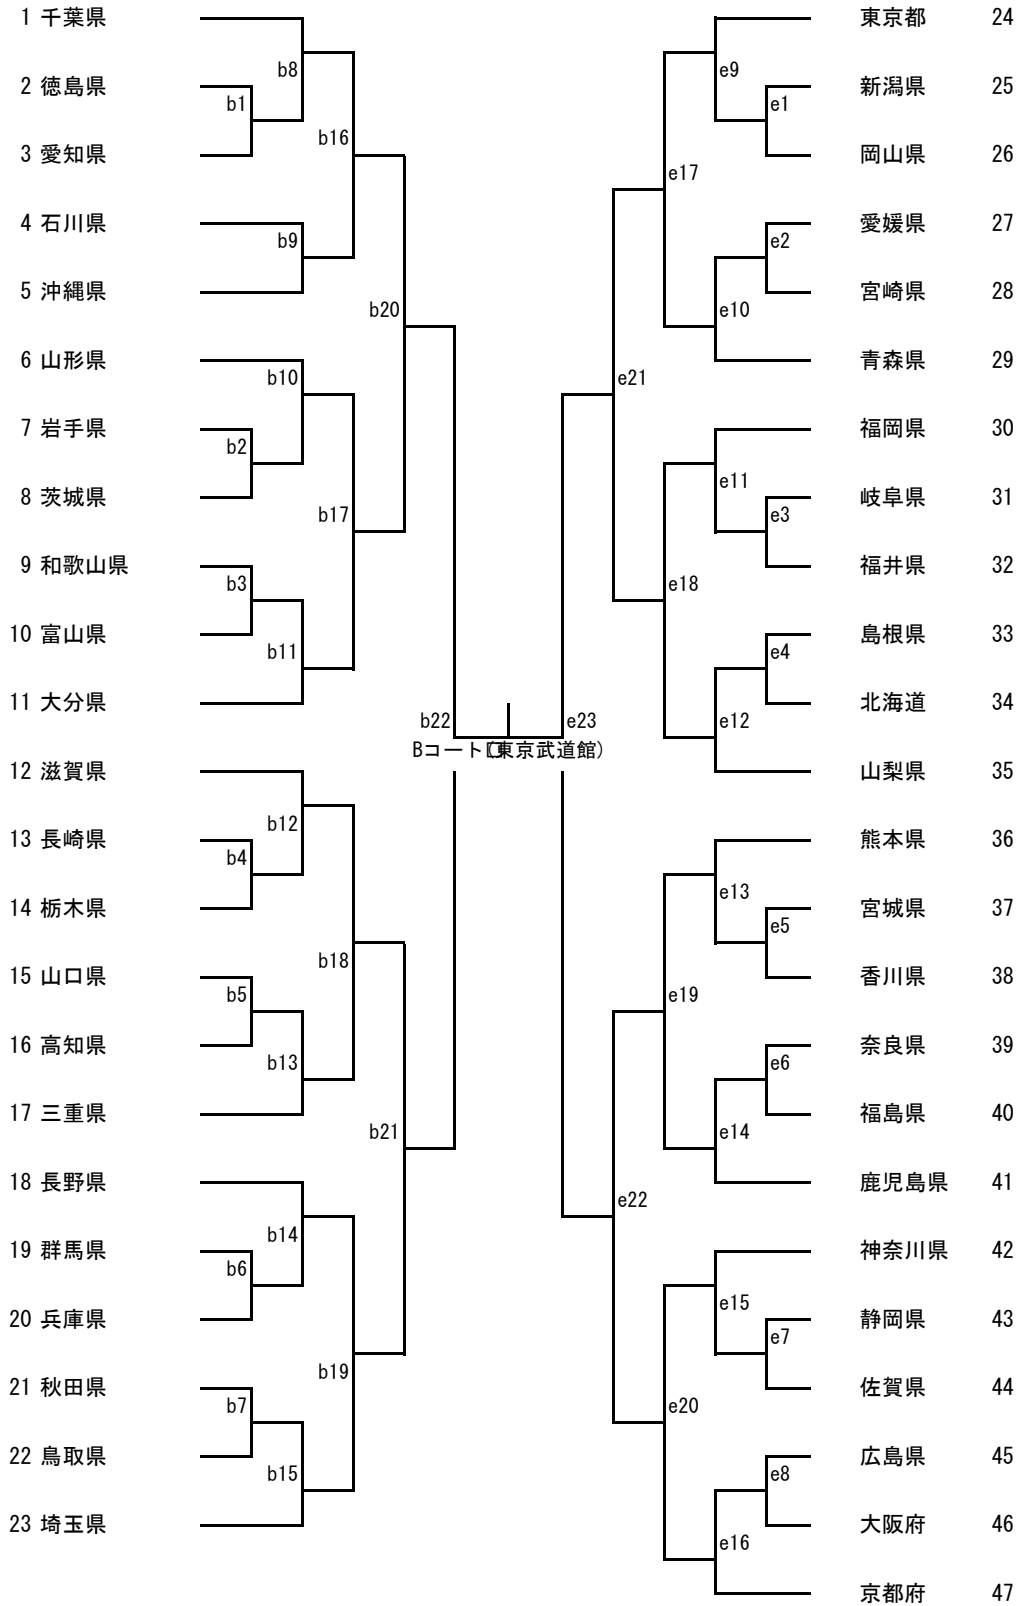 1 千葉県
2 徳島県
3 愛知県
4 石川県
5 沖縄県
6 山形県
7 岩手県
8 茨城県
9 和歌山県
10 富山県
11 大分県
12 滋賀県
13 長崎県
14 栃木県
15 山口県
16 高知県
17 三重県
18 長野県
19 群馬県
20 兵庫県
21 秋田県
22 鳥取県
23 埼玉県
b1
b2
b3
b4
b5
b6
b7
b8
b9
b10
b11
b12
b13
b14
b15
b16
b17
b18
b19
b20
b21
b22
e23
Bコート 東京武道館)
e21
e22
e17
e18
e19
e20
e9
e10
e11
e12
e13
e14
e15
e16
e1
e2
e3
e4
e5
e6
e7
e8
東京都 24
新潟県 25
岡山県 26
愛媛県 27
宮崎県 28
青森県 29
福岡県 30
岐阜県 31
福井県 32
島根県 33
北海道 34
山梨県 35
熊本県 36
宮城県 37
香川県 38
奈良県 39
福島県 40
鹿児島県 41
神奈川県 42
静岡県 43
佐賀県 44
広島県 45
大阪府 46
京都府 47